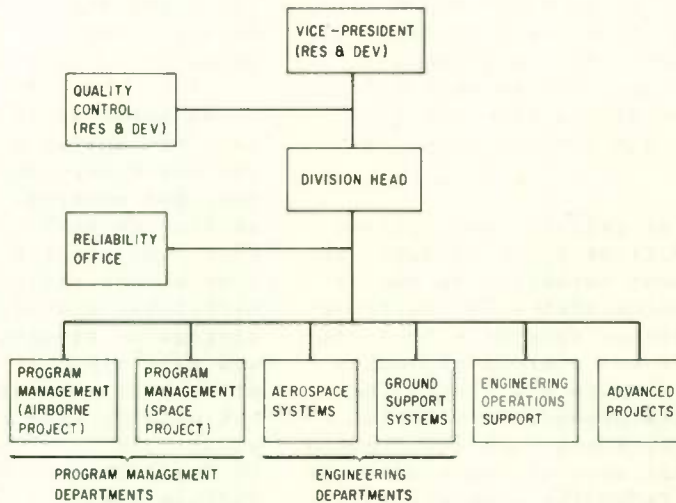 VICE-PRESIDENT
(RES & DEV)
QUALITY
CONTROL
(RES & DEV)
DIVISION HEAD
RELIABILITY
OFFICE
PROGRAM
MANAGEMENT
(AIRBORNE
PROJECT)
PROGRAM
MANAGEMENT
(SPACE
PROJECT)
AEROSPACE
SYSTEMS
GROUND
SUPPORT
SYSTEMS
ENGINEERING
OPERATIONS
SUPPORT
ADVANCED
PROJECTS
PROGRAM MANAGEMENT
DEPARTMENTS
ENGINEERING
DEPARTMENTS